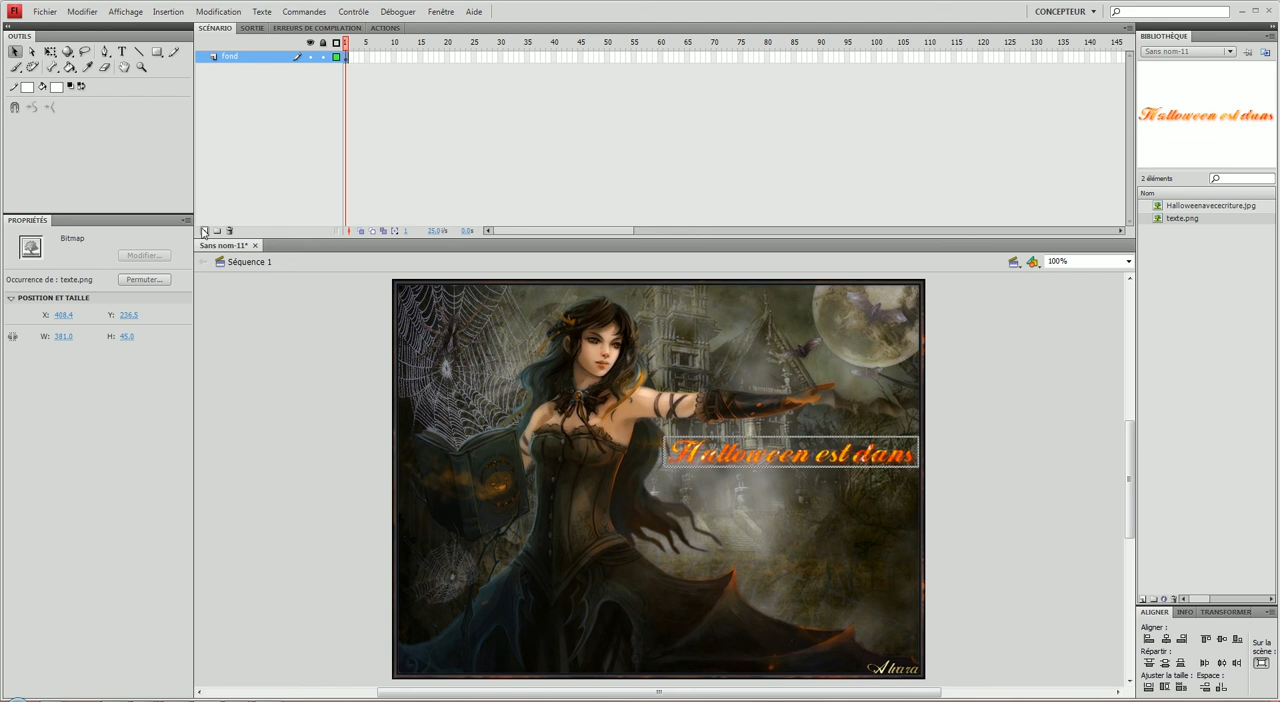 Fl Fichier Modifier Affichage Insertion Modification Texte Commandes Contrôle Déboguer Fenêtre Aide CONCEPTEUR
OUTILS
SCÉNARIO SORTIE ERREURS DE COMPILATION ACTIONS
1 5 10 15 20 25 30 35 40 45 50 55 60 65 70 75 80 85 90 95 100 105 110 115 120 125 130 135 140 145
fond
1 25.0 i/s 0.0s
PROPRIÉTÉS
Bitmap
Modifier...
Occurrence de : texte.png Permuter...
POSITION ET TAILLE
X: 408,4 Y: 236,5
W: 381,0 H: 45,0
Sans nom-11*
Séquence 1
100%
Halloween est dans
Ahura
BIBLIOTHÈQUE
Sans nom-11
Halloween est dans
2 éléments
Nom
Halloweenavececriture.jpg
texte.png
ALIGNER INFO TRANSFORMER
Aligner :
Répartir :
Ajuster la taille : Espace :
Sur la
scène :